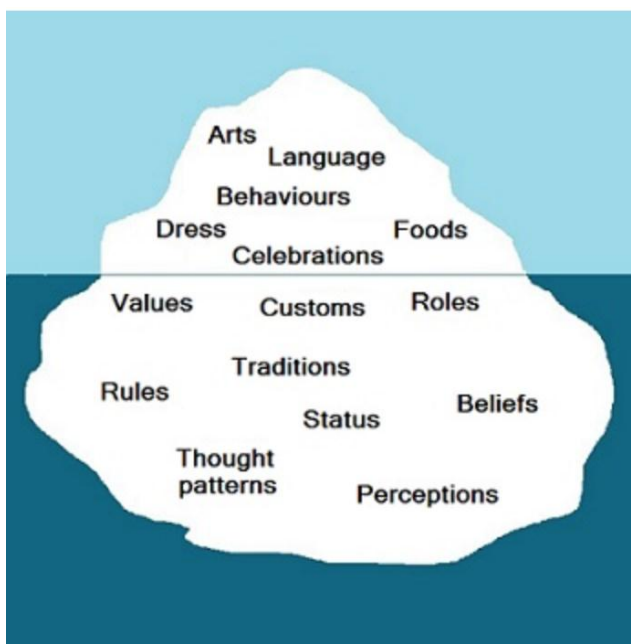 Arts
Language
Behaviours
Dress
Foods
Celebrations
Values
Customs
Roles
Traditions
Rules
Status
Beliefs
Thought
patterns
Perceptions